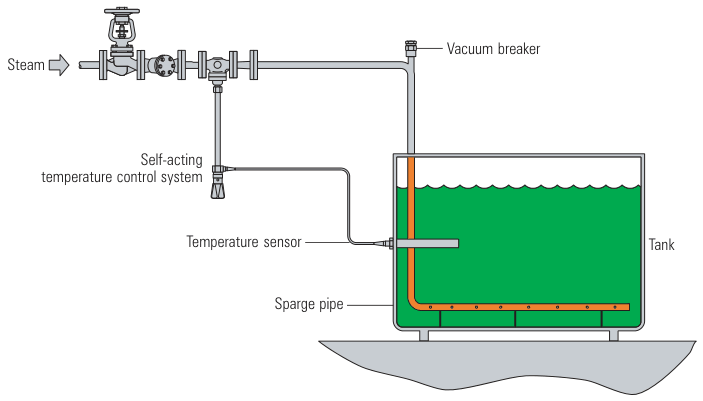 Vacuum breaker
Steam
Self-acting
temperature control system
Temperature sensor
Tank
Sparge pipe